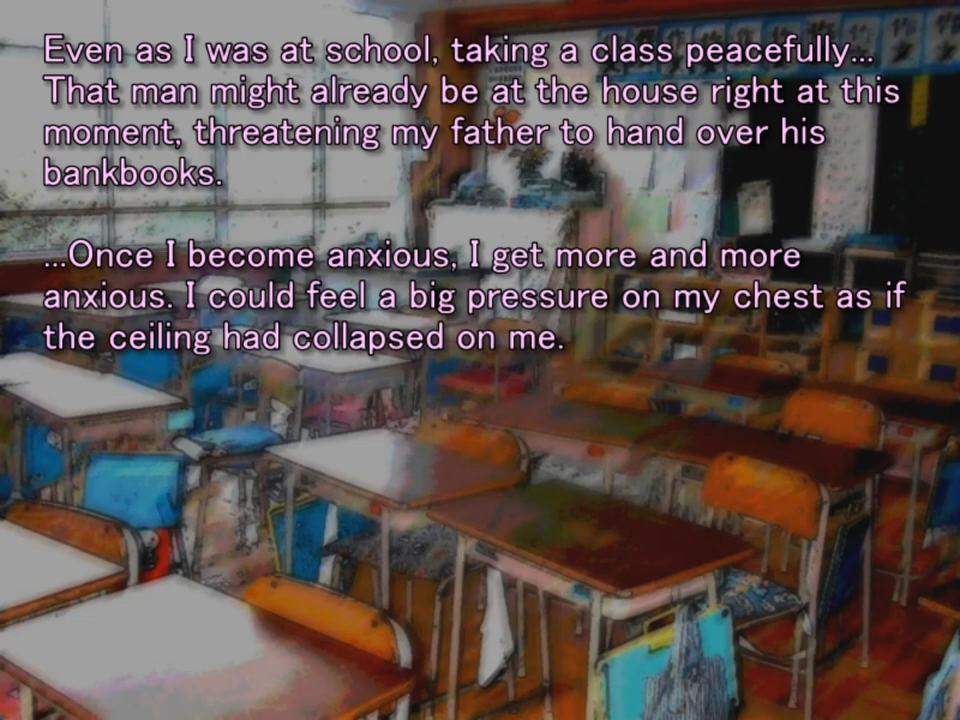 Even as I was at school, taking a class peacefully...
That man might already be at the house right at this
moment, threatening my father to hand over his
bankbooks.
...Once I become anxious, I get more and more
anxious. I could feel a big pressure on my chest as if
the ceiling had collapsed on me.